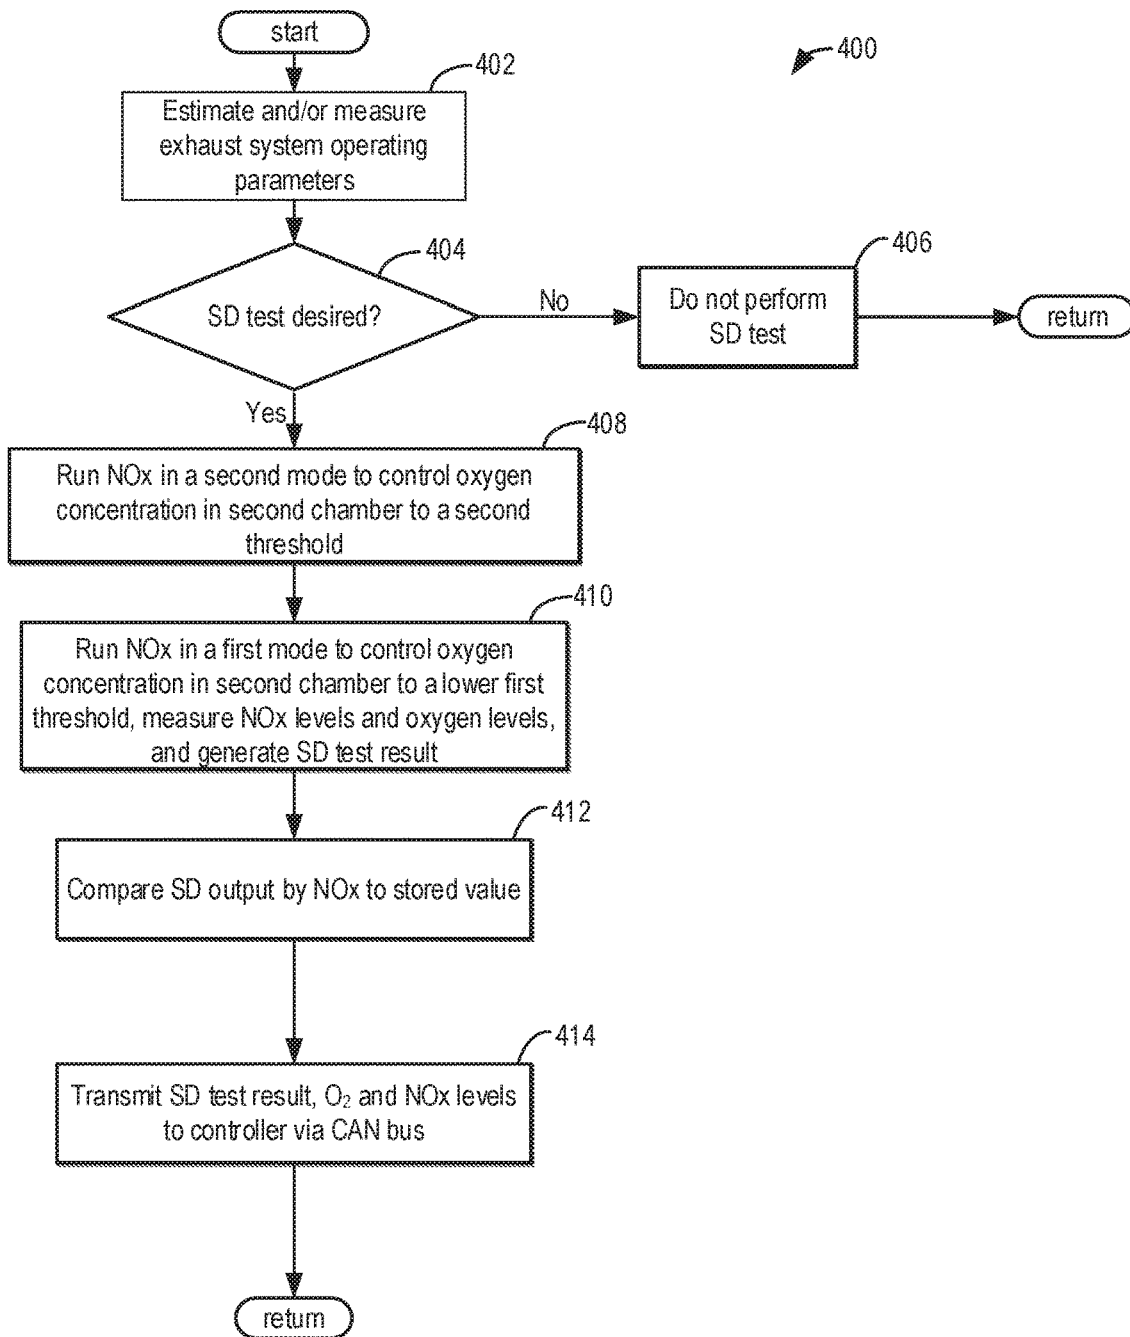 start
400
402
Estimate and/or measure
exhaust system operating
parameters
404
SD test desired?
No
406
Do not perform
SD test
return
Yes
408
Run NOx in a second mode to control oxygen
concentration in second chamber to a second
threshold
410
Run NOx in a first mode to control oxygen
concentration in second chamber to a lower first
threshold, measure NOx levels and oxygen levels,
and generate SD test result
412
Compare SD output by NOx to stored value
414
Transmit SD test result, O₂ and NOx levels
to controller via CAN bus
return